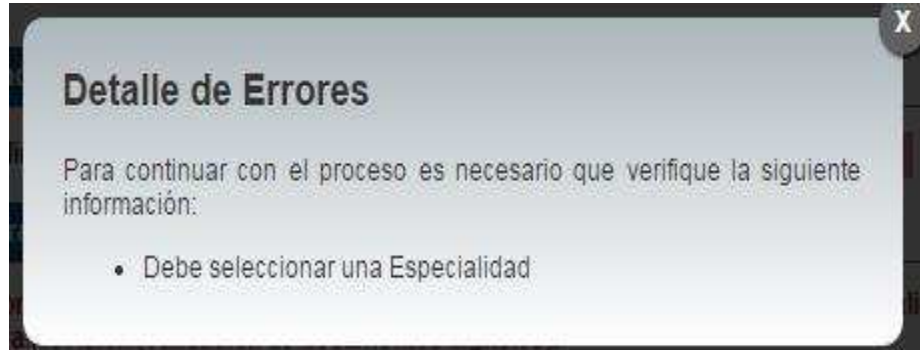 X
Detalle de Errores
Para continuar con el proceso es necesario que verifique la siguiente
información:
• Debe seleccionar una Especialidad